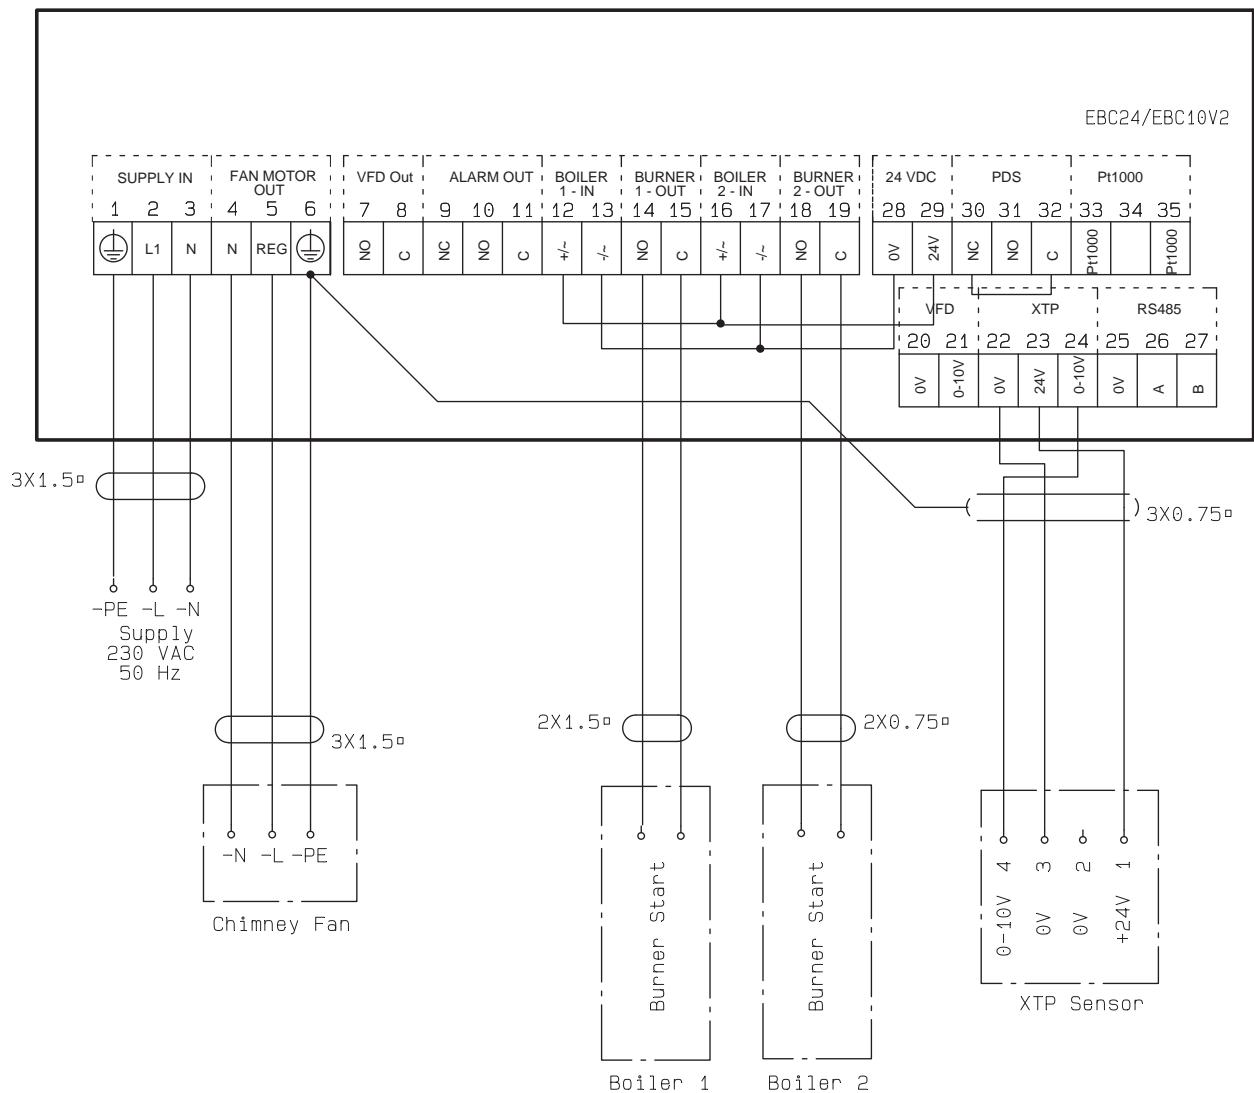 EBC24/EBC10V2
SUPPLY IN
FAN MOTOR
OUT
VFD Out
ALARM OUT
BOILER
1 - IN
BURNER
1 - OUT
BOILER
2 - IN
BURNER
2 - OUT
24 VDC
PDS
Pt1000
1 2 3 4 5 6 7 8 9 10 11 12 13 14 15 16 17 18 19 28 29 30 31 32 33 34 35
L1 N N REG NO C NC NO C +/~ -/~ NO C +/~ -/~ NO C 0V 24V NC NO C Pt1000 Pt1000
VFD XTP RS485
20 21 22 23 24 25 26 27
0V 0-10V 0V 24V 0-10V 0V A B
3X1.5▫
3X0.75▫
-PE -L -N
Supply
230 VAC
50 Hz
3X1.5▫
2X1.5▫
2X0.75▫
-N -L -PE
Chimney Fan
Burner Start
Boiler 1
Burner Start
Boiler 2
4 3 2 1
0-10V 0V 0V +24V
XTP Sensor